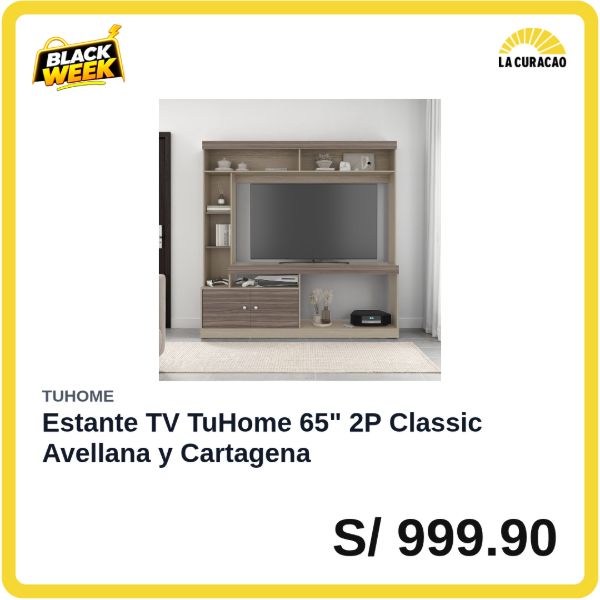 BLACK
WEEK
LA CURACAO
TUHOME
Estante TV TuHome 65" 2P Classic
Avellana y Cartagena
S/ 999.90